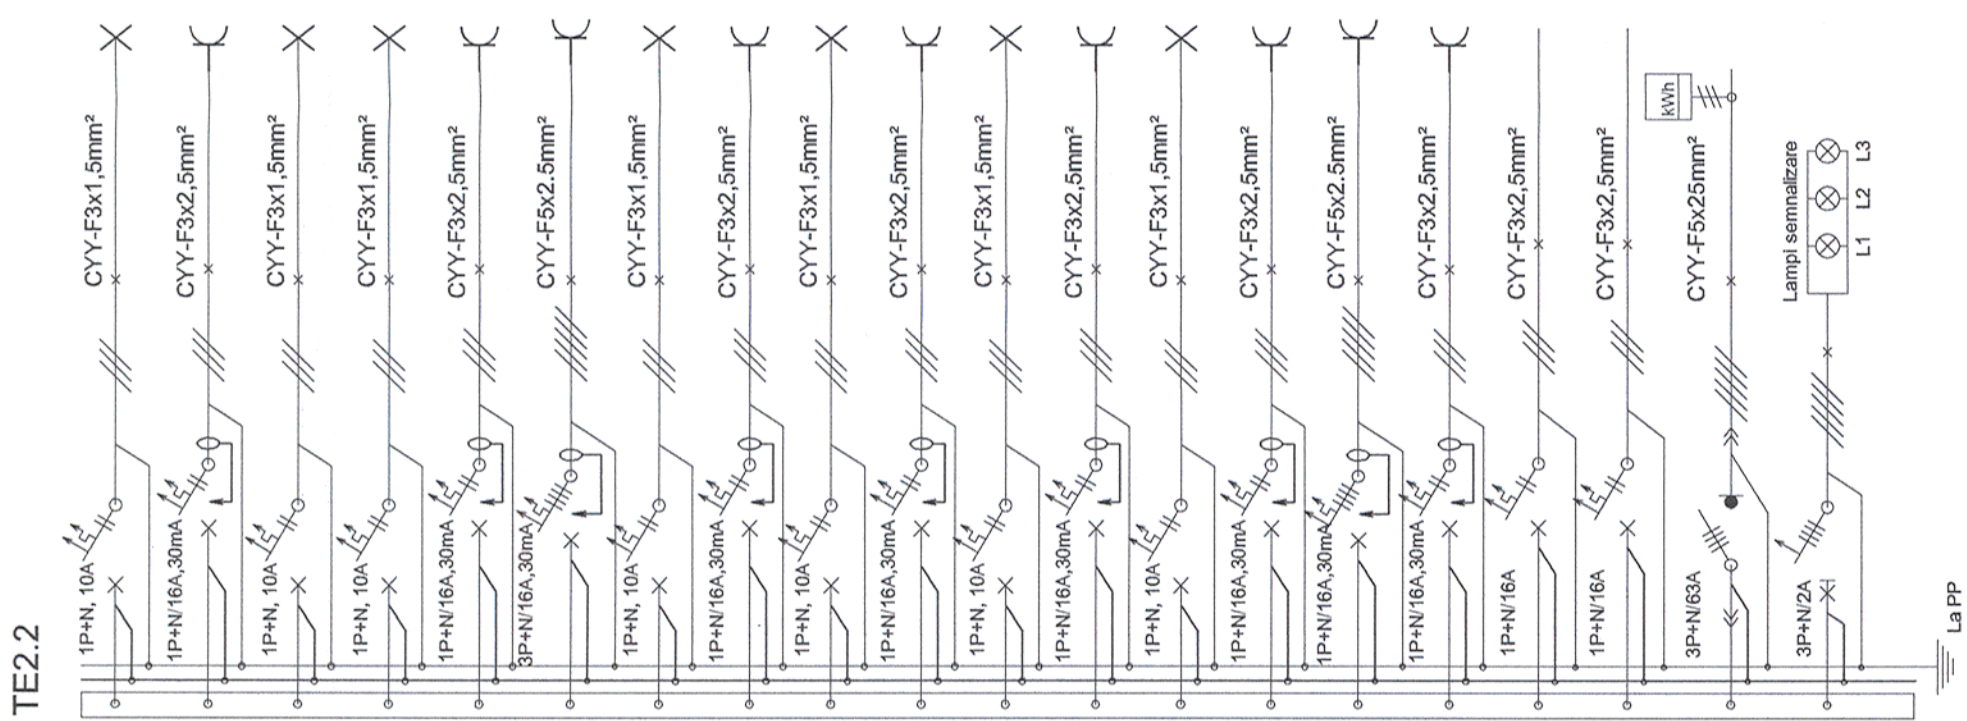 TE2.2
1P+N, 10A
CYY-F3x1,5mm²
1P+N/16A,30mA
CYY-F3x2,5mm²
1P+N, 10A
CYY-F3x1,5mm²
1P+N, 10A
CYY-F3x1,5mm²
1P+N/16A,30mA
CYY-F3x2,5mm²
3P+N/16A,30mA
CYY-F5x2.5mm²
1P+N, 10A
CYY-F3x1,5mm²
1P+N/16A,30mA
CYY-F3x2,5mm²
1P+N, 10A
CYY-F3x1,5mm²
1P+N/16A,30mA
CYY-F3x2,5mm²
1P+N, 10A
CYY-F3x1,5mm²
1P+N/16A,30mA
CYY-F3x2,5mm²
1P+N, 10A
CYY-F3x1,5mm²
1P+N/16A,30mA
CYY-F3x2,5mm²
1P+N/16A,30mA
CYY-F5x2.5mm²
1P+N/16A,30mA
CYY-F3x2,5mm²
1P+N/16A
CYY-F3x2,5mm²
1P+N/16A
CYY-F3x2,5mm²
3P+N/63A
CYY-F5x25mm²
kWh
3P+N/2A
Lampi semnalizare
L1 L2 L3
La PP